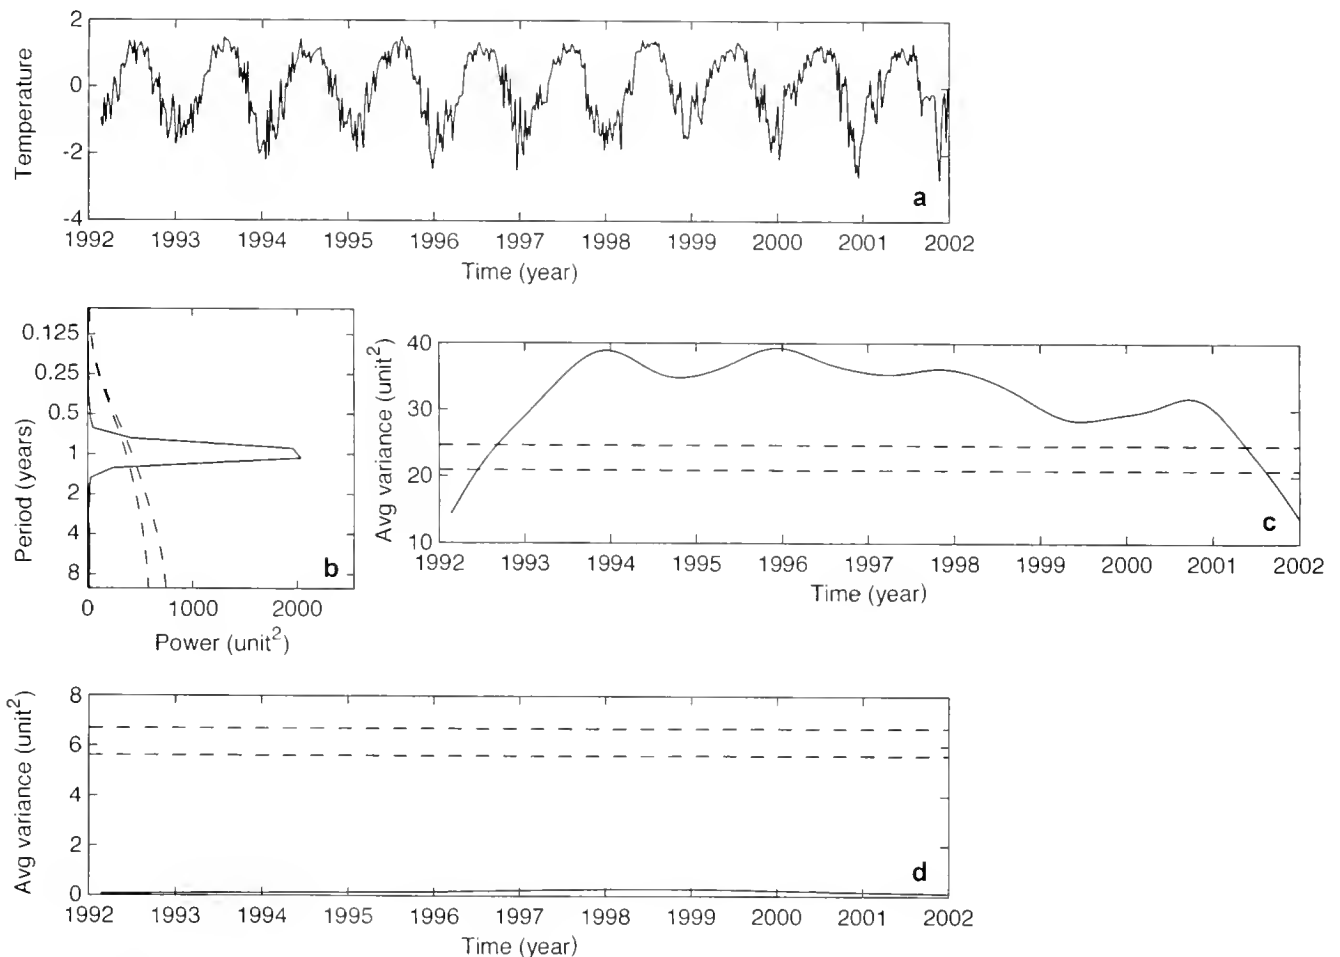 Temperature
2
0
-2
-4
a
1992 1993 1994 1995 1996 1997 1998 1999 2000 2001 2002
Time (year)
Period (years)
0.125
0.25
0.5
1
2
4
8
b
0 1000 2000
Power (unit²)
Avg variance (unit²)
40
30
20
10
c
1992 1993 1994 1995 1996 1997 1998 1999 2000 2001 2002
Time (year)
Avg variance (unit²)
8
6
4
2
0
d
1992 1993 1994 1995 1996 1997 1998 1999 2000 2001 2002
Time (year)